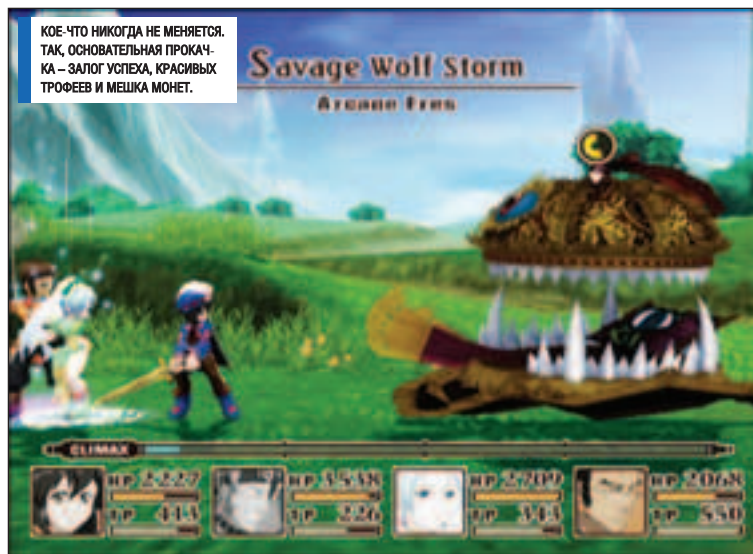 КОЕ-ЧТО НИКОГДА НЕ МЕНЯЕТСЯ.
ТАК, ОСНОВАТЕЛЬНАЯ ПРОКАЧ-
КА – ЗАЛОГ УСПЕХА, КРАСИВЫХ
ТРОФЕЕВ И МЕШКА МОНЕТ.
Savage Wolf Storm
Arcane
CLIMAX
HP 2227 HP 3538 HP 2709 HP 2068
TP 443 TP 226 TP 343 TP 550